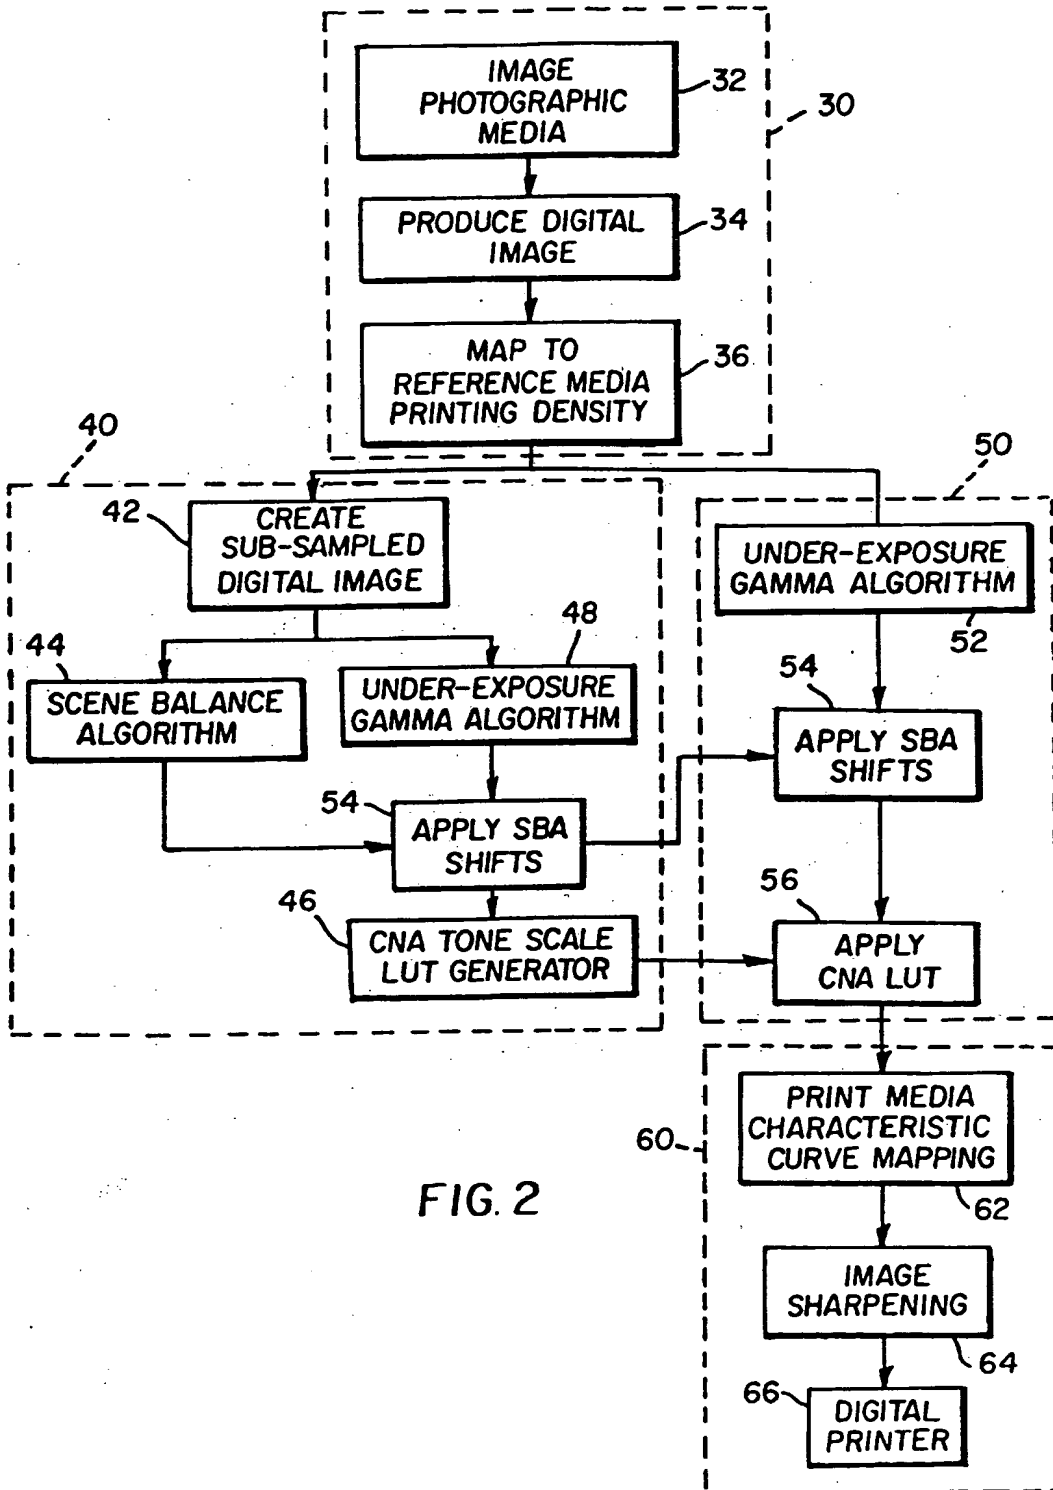 IMAGE
PHOTOGRAPHIC
MEDIA
32
30
PRODUCE DIGITAL
IMAGE
34
MAP TO
REFERENCE MEDIA
PRINTING DENSITY
36
40
50
42
CREATE
SUB-SAMPLED
DIGITAL IMAGE
UNDER-EXPOSURE
GAMMA ALGORITHM
52
44
SCENE BALANCE
ALGORITHM
48
UNDER-EXPOSURE
GAMMA ALGORITHM
54
APPLY SBA
SHIFTS
54
APPLY SBA
SHIFTS
46
CNA TONE SCALE
LUT GENERATOR
56
APPLY
CNA LUT
60
PRINT MEDIA
CHARACTERISTIC
CURVE MAPPING
62
FIG. 2
IMAGE
SHARPENING
64
66
DIGITAL
PRINTER